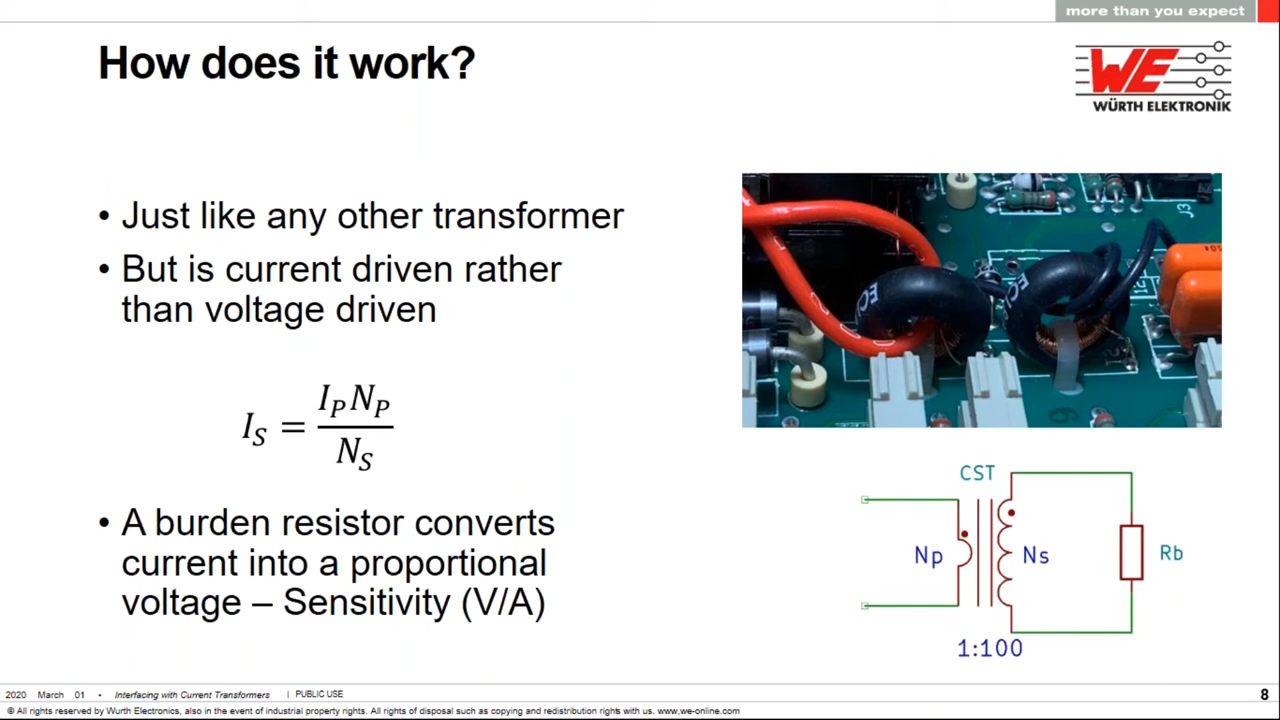 more than you expect
How does it work?
WE
WÜRTH ELEKTRONIK
• Just like any other transformer
• But is current driven rather
than voltage driven
I_S = I_P N_P / N_S
• A burden resistor converts
current into a proportional
voltage – Sensitivity (V/A)
J3
CST
Np
Ns
Rb
1:100
2020 March 01 • Interfacing with Current Transformers | PUBLIC USE
8
© All rights reserved by Wurth Electronics, also in the event of industrial property rights. All rights of disposal such as copying and redistribution rights with us. www,we-online.com